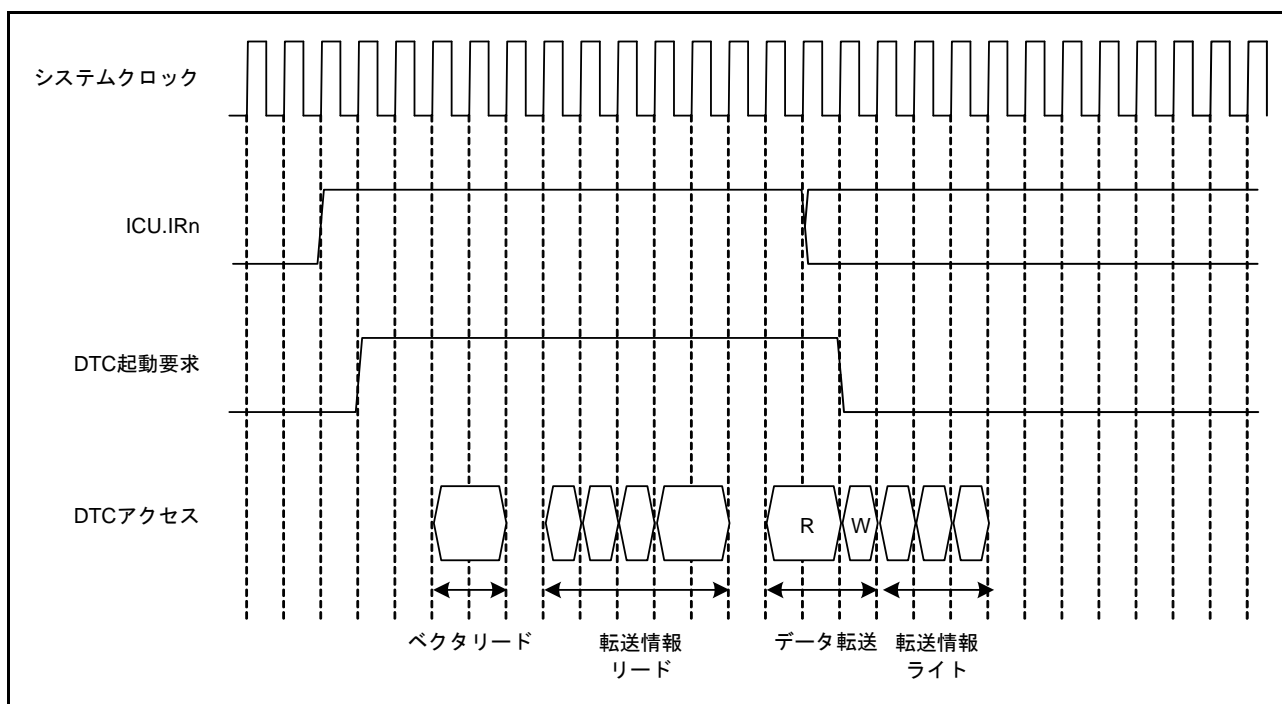 システムクロック
ICU.IRn
DTC起動要求
DTCアクセス
R
W
ベクタリード
転送情報
リード
データ転送
転送情報
ライト